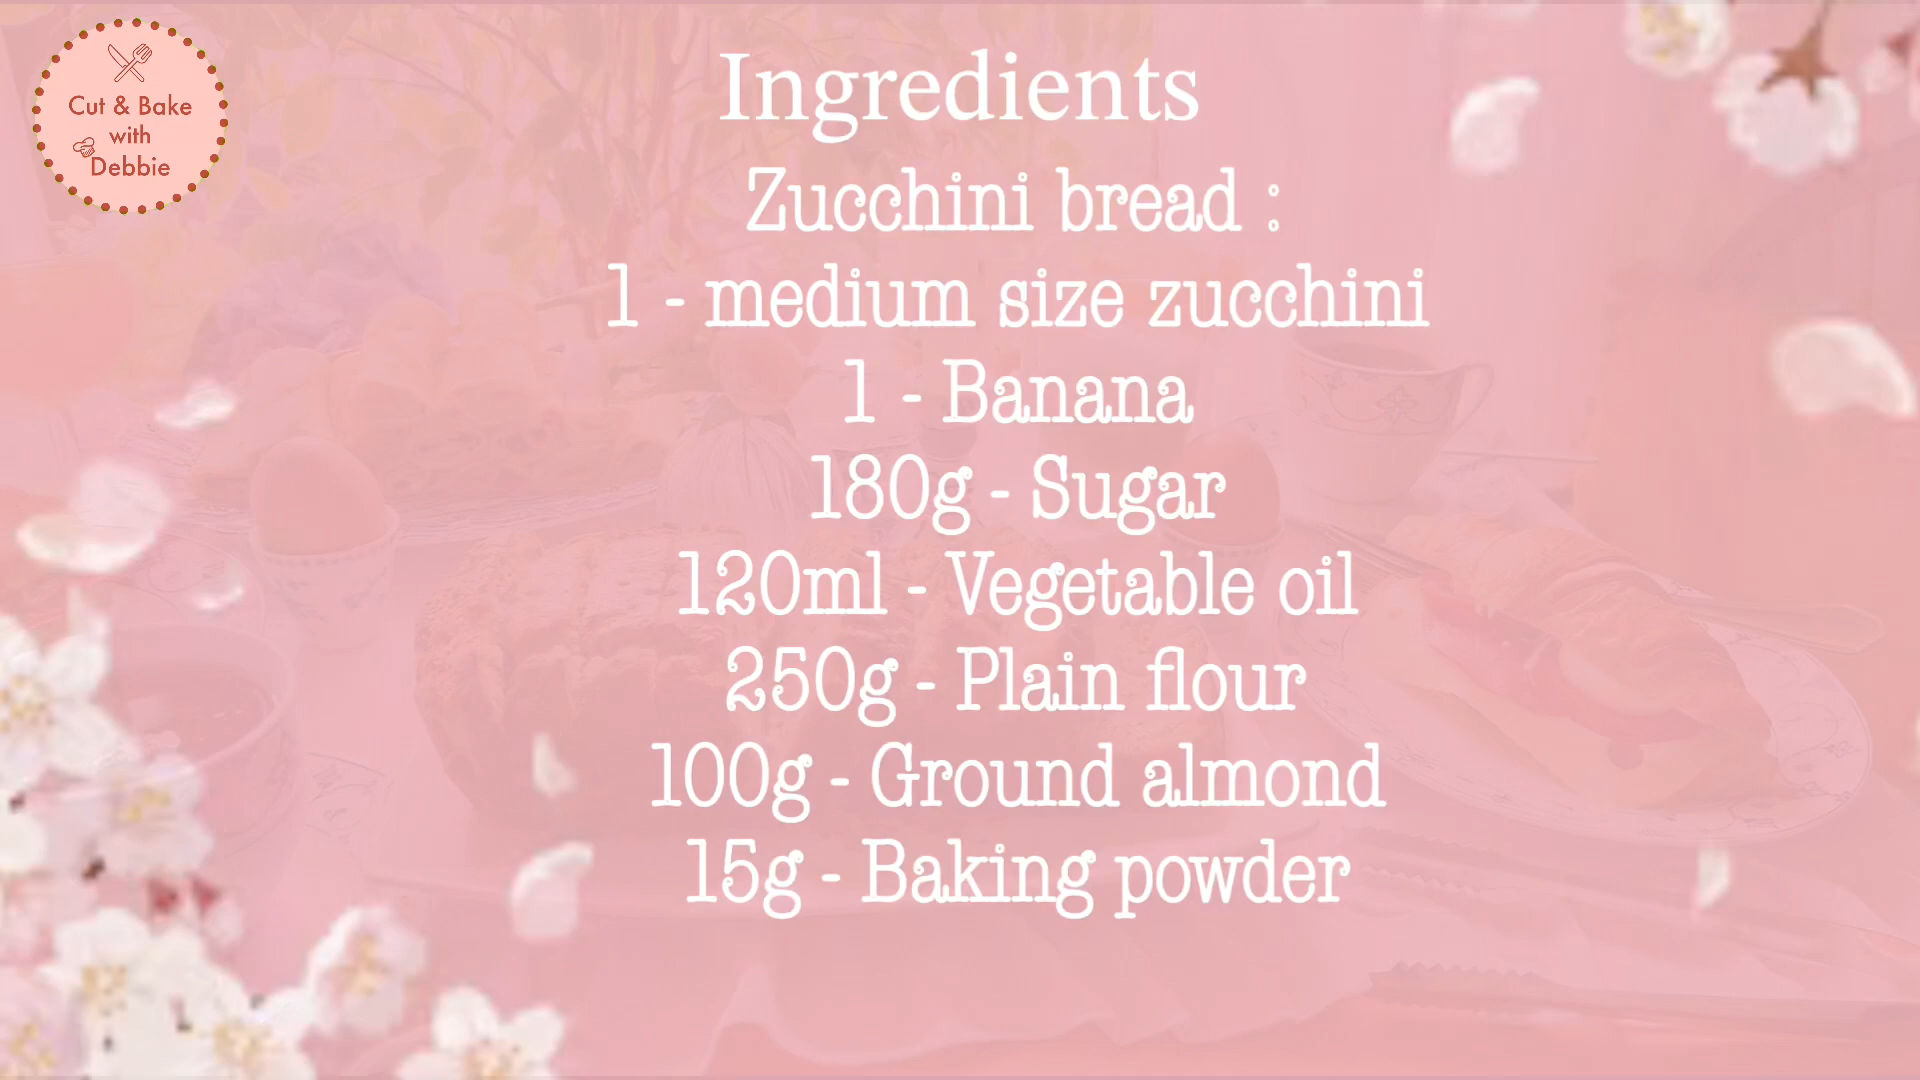 Cut & Bake
with
Debbie
Ingredients
Zucchini bread :
1 - medium size zucchini
1 - Banana
180g - Sugar
120ml - Vegetable oil
250g - Plain flour
100g - Ground almond
15g - Baking powder